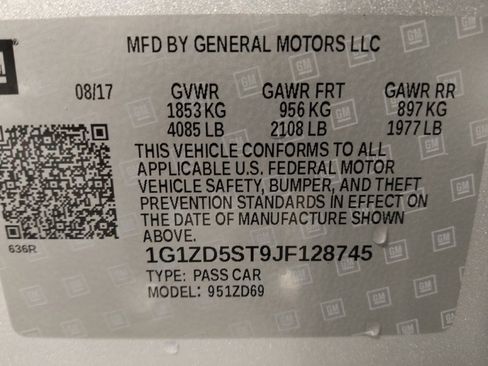 GM
MFD BY GENERAL MOTORS LLC
08/17 GVWR GAWR FRT GAWR RR
1853 KG 956 KG 897 KG
4085 LB 2108 LB 1977 LB
THIS VEHICLE CONFORMS TO ALL
APPLICABLE U.S. FEDERAL MOTOR
VEHICLE SAFETY, BUMPER, AND THEFT
PREVENTION STANDARDS IN EFFECT ON
THE DATE OF MANUFACTURE SHOWN
ABOVE.
636R
1G1ZD5ST9JF128745
TYPE: PASS CAR
MODEL: 951ZD69